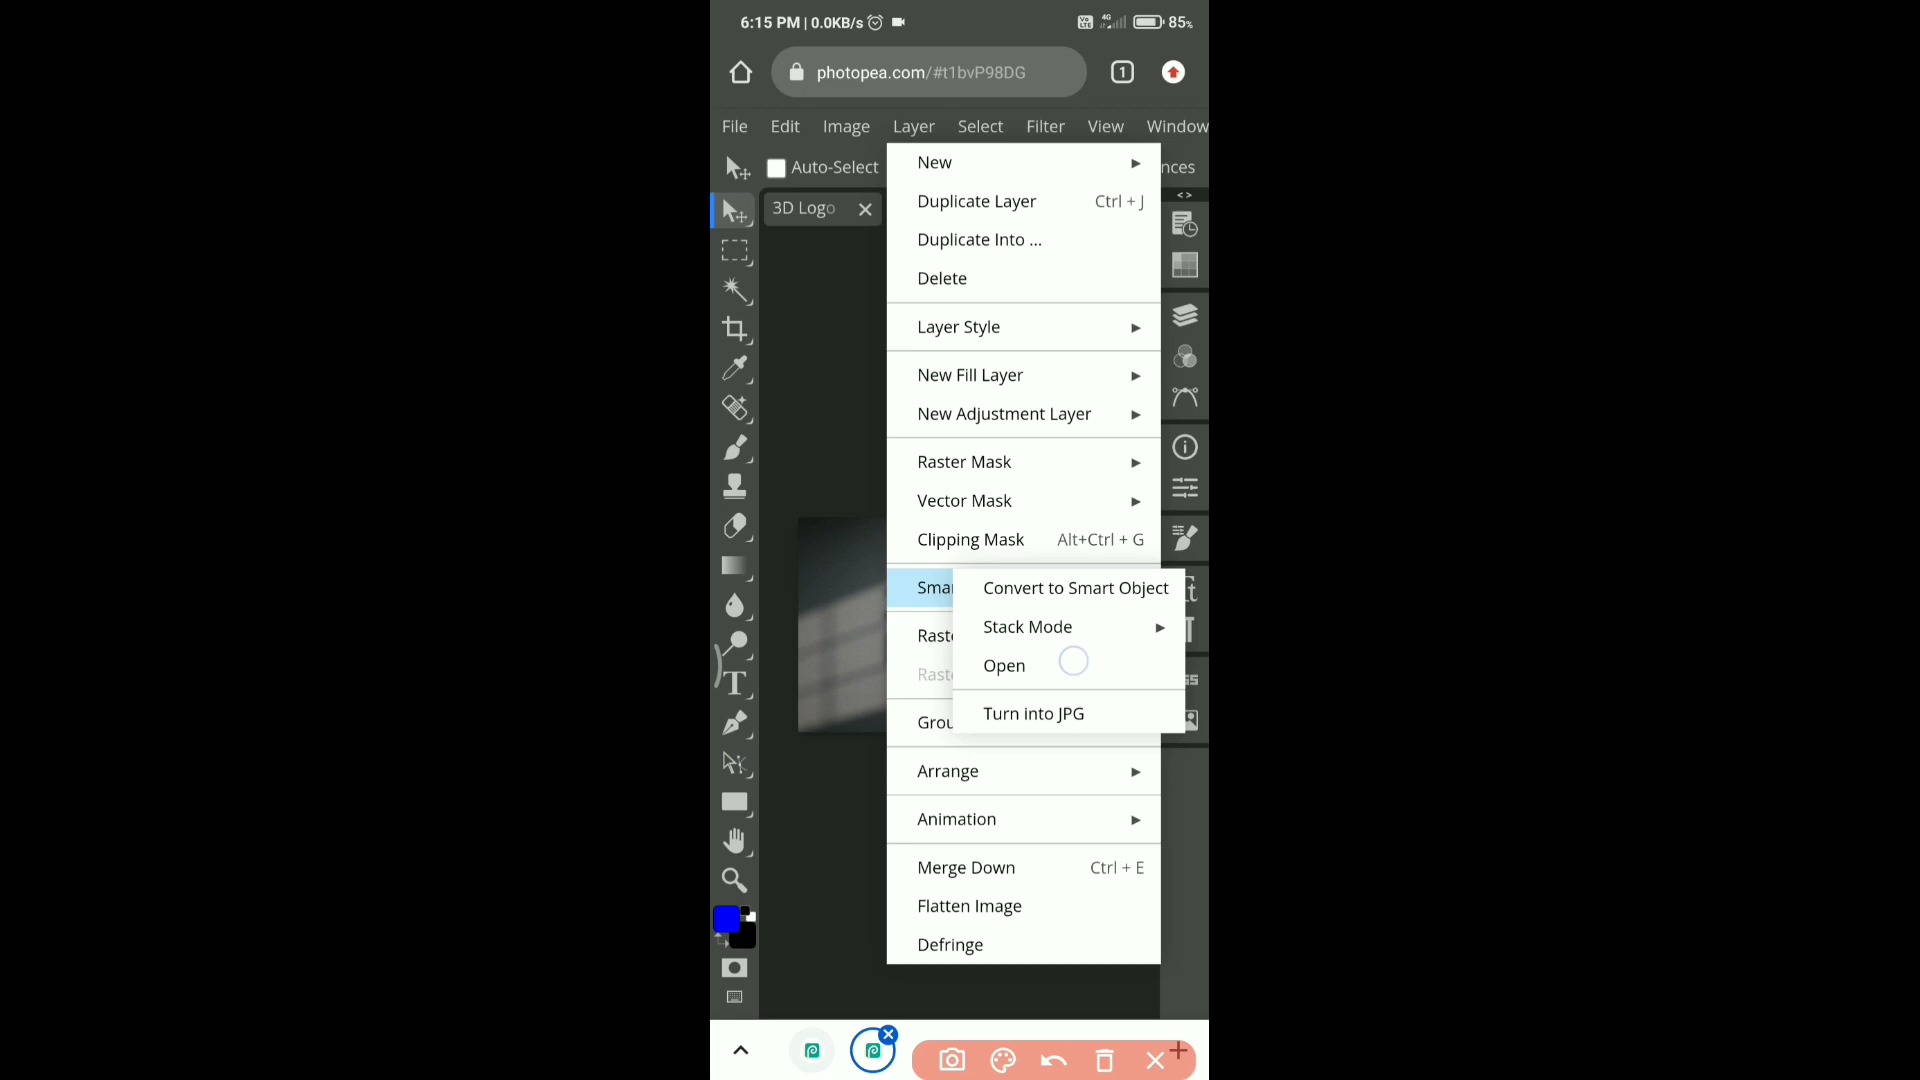 6:15 PM | 0.0KB/s 4G 85%
photopea.com/#t1bvP98DG 1
File Edit Image Layer Select Filter View Window
Auto-Select nces
3D Logo
New
Duplicate Layer Ctrl + J
Duplicate Into ...
Delete
Layer Style
New Fill Layer
New Adjustment Layer
Raster Mask
Vector Mask
Clipping Mask Alt+Ctrl + G
Smar Convert to Smart Object
Stack Mode
Open
Turn into JPG
Raste
Raste
Grou
Arrange
Animation
Merge Down Ctrl + E
Flatten Image
Defringe